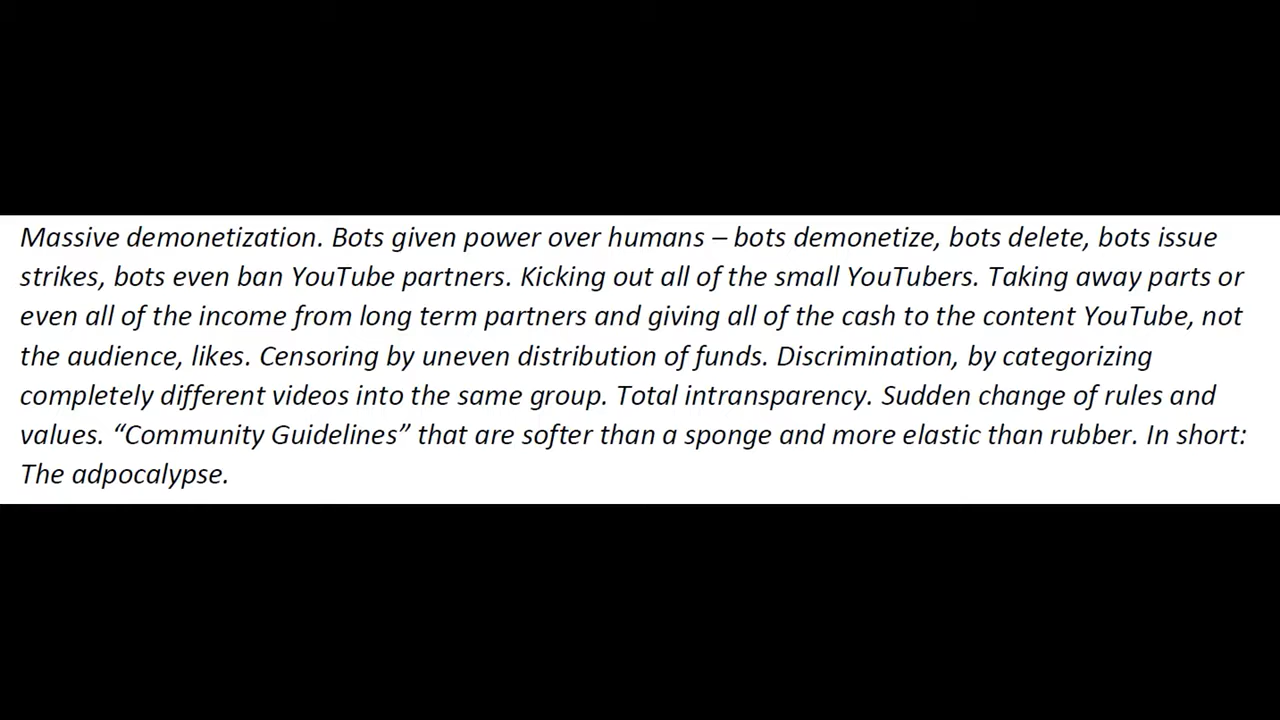 Massive demonetization. Bots given power over humans – bots demonetize, bots delete, bots issue
strikes, bots even ban YouTube partners. Kicking out all of the small YouTubers. Taking away parts or
even all of the income from long term partners and giving all of the cash to the content YouTube, not
the audience, likes. Censoring by uneven distribution of funds. Discrimination, by categorizing
completely different videos into the same group. Total intransparency. Sudden change of rules and
values. “Community Guidelines” that are softer than a sponge and more elastic than rubber. In short:
The adpocalypse.